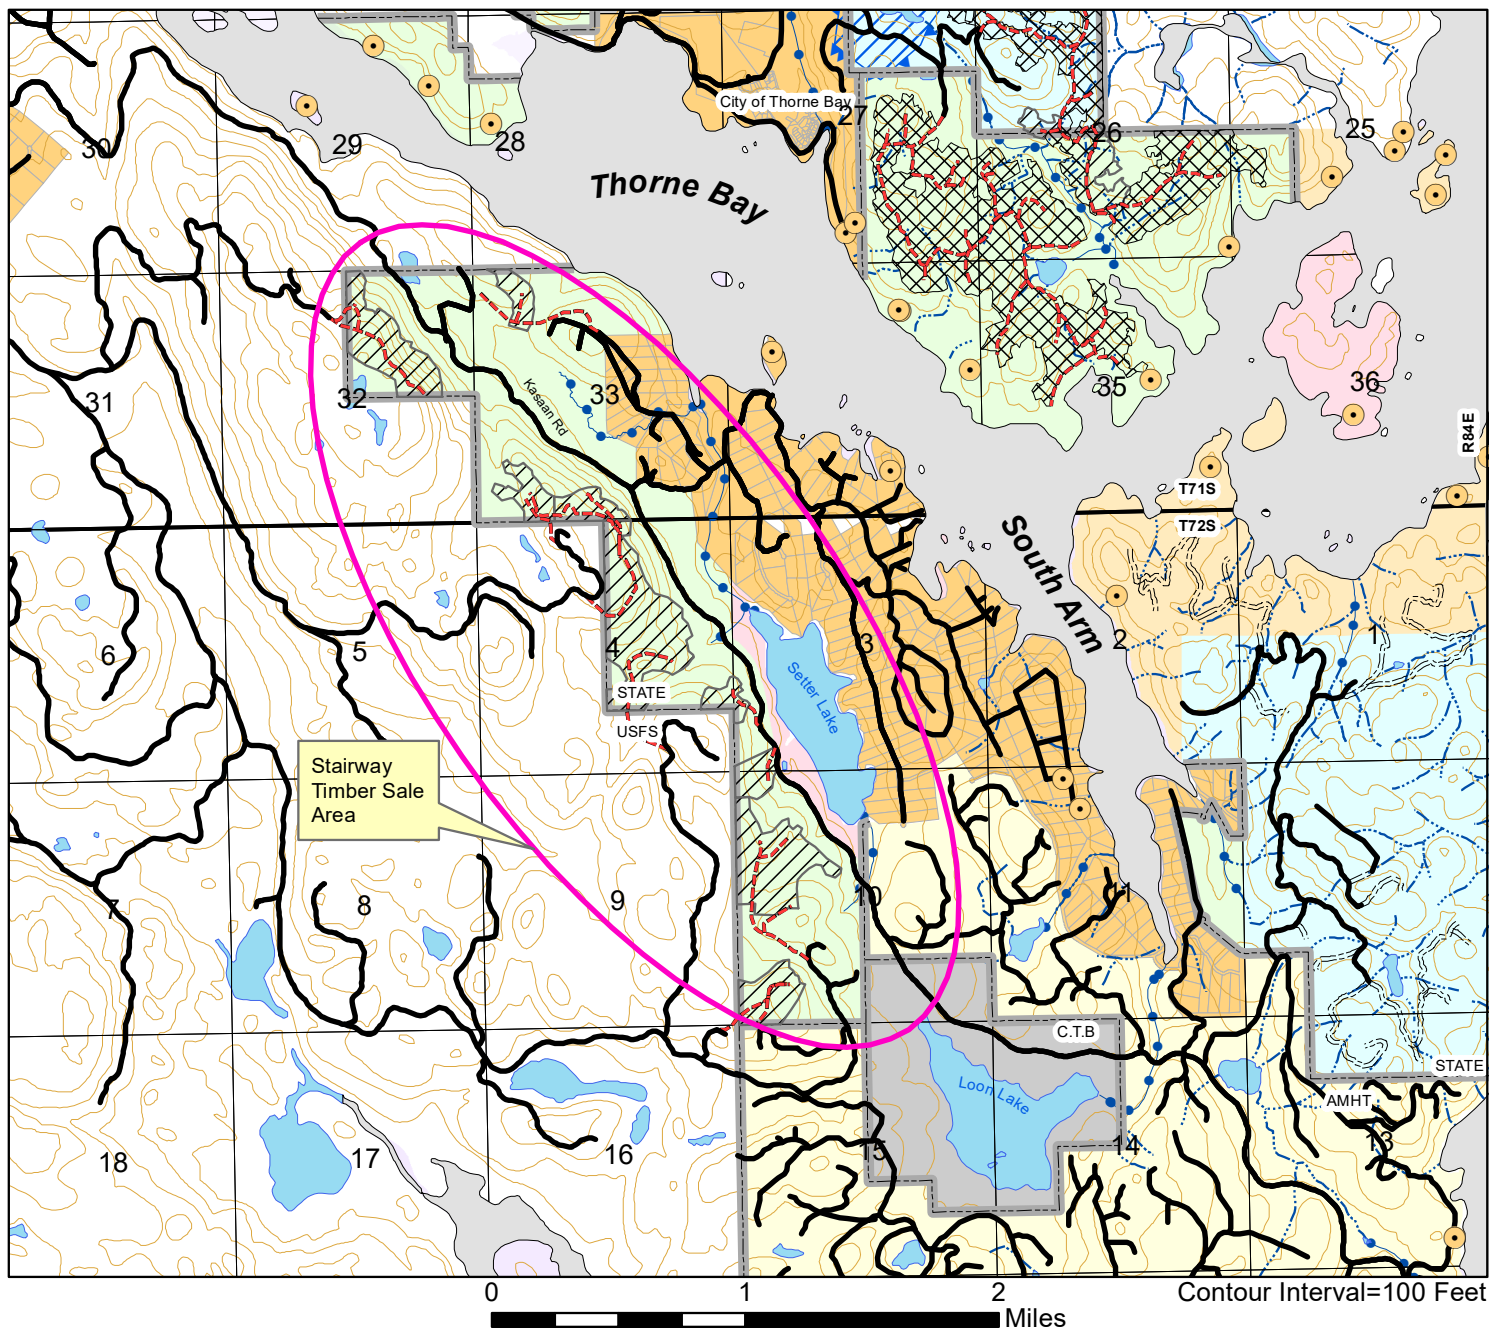 City of Thorne Bay
27
26
25
30
29
28
Thorne Bay
31
32
33
35
36
Kasaan Rd
R84E
T71S
T72S
South Arm
6
5
4
3
2
1
STATE
USFS
Setter Lake
Stairway
Timber Sale
Area
7
8
9
10
11
C.T.B
STATE
AMHT
Loon Lake
18
17
16
15
14
13
0
1
2
Miles
Contour Interval=100 Feet